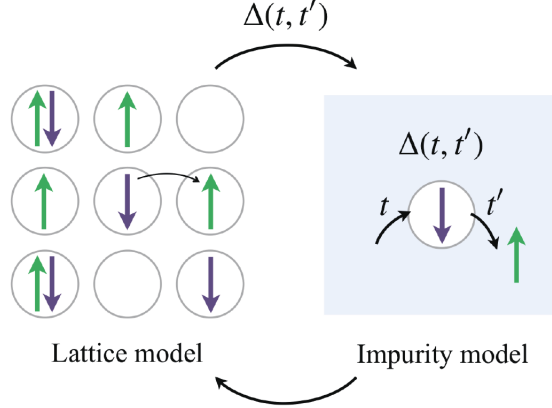 Δ(t, t′)
Δ(t, t′)
t t′
Lattice model Impurity model